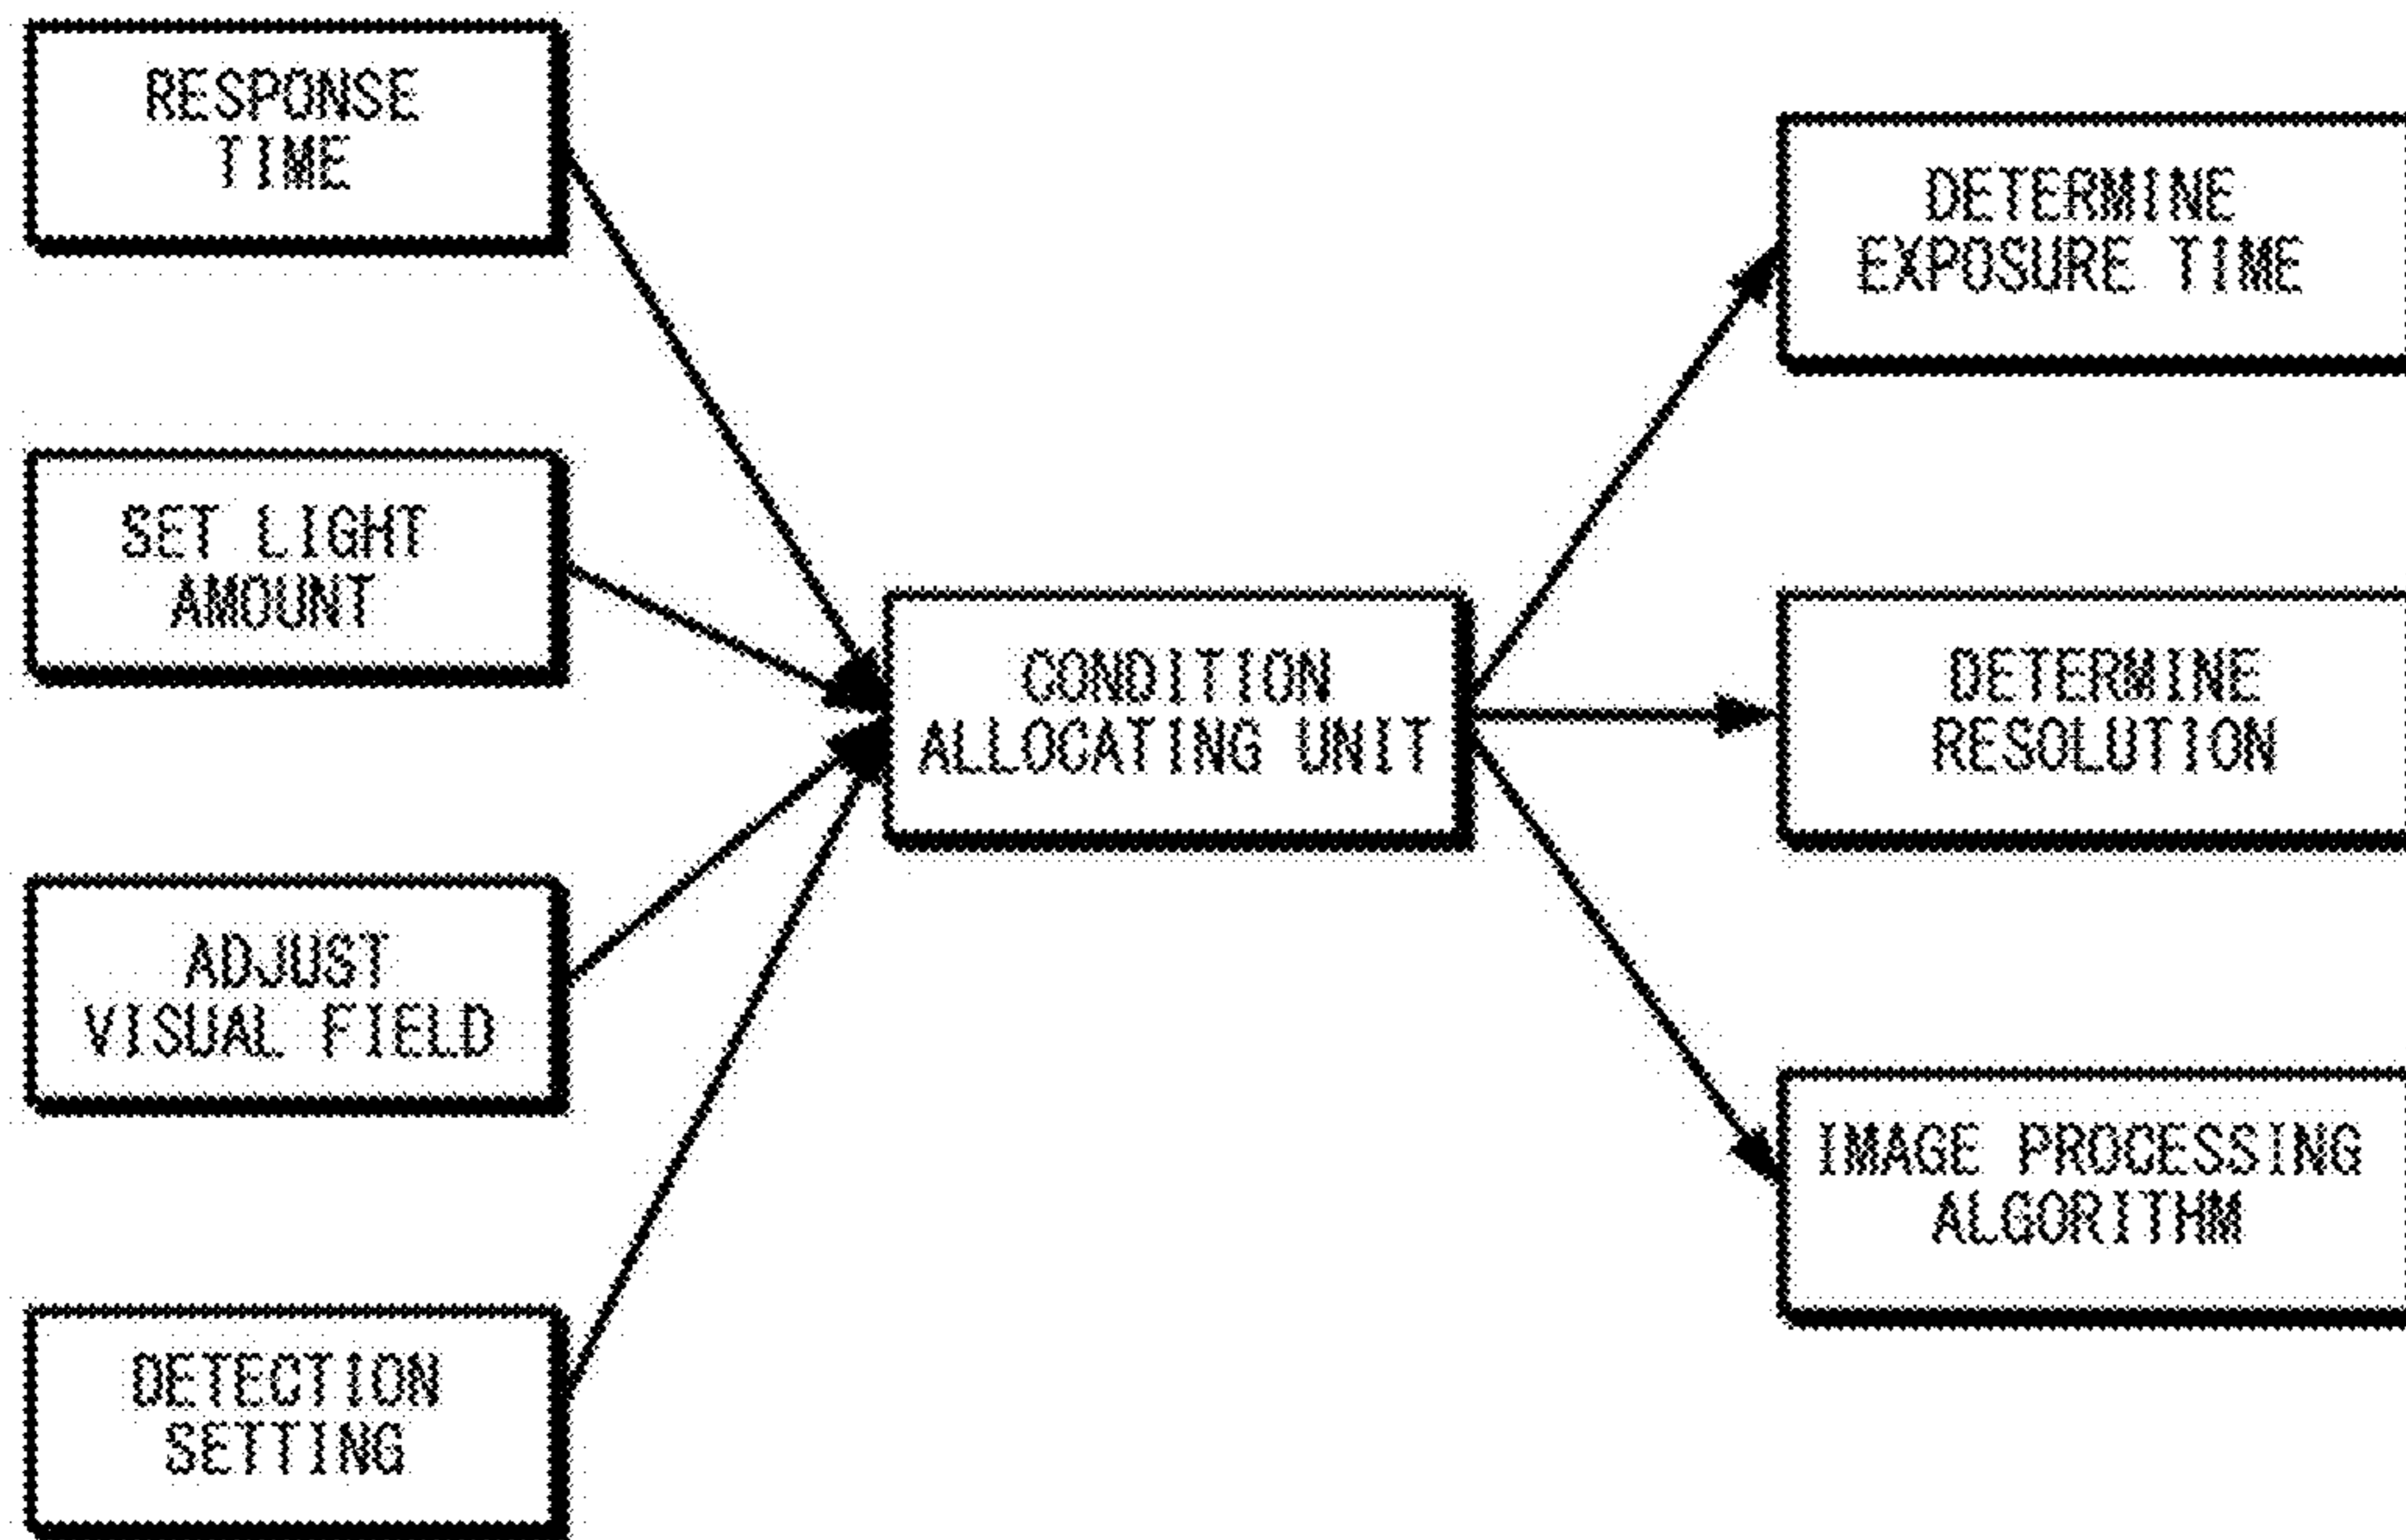 RESPONSE
TIME
SET LIGHT
AMOUNT
ADJUST
VISUAL FIELD
DETECTION
SETTING
CONDITION
ALLOCATING UNIT
DETERMINE
EXPOSURE TIME
DETERMINE
RESOLUTION
IMAGE PROCESSING
ALGORITHM